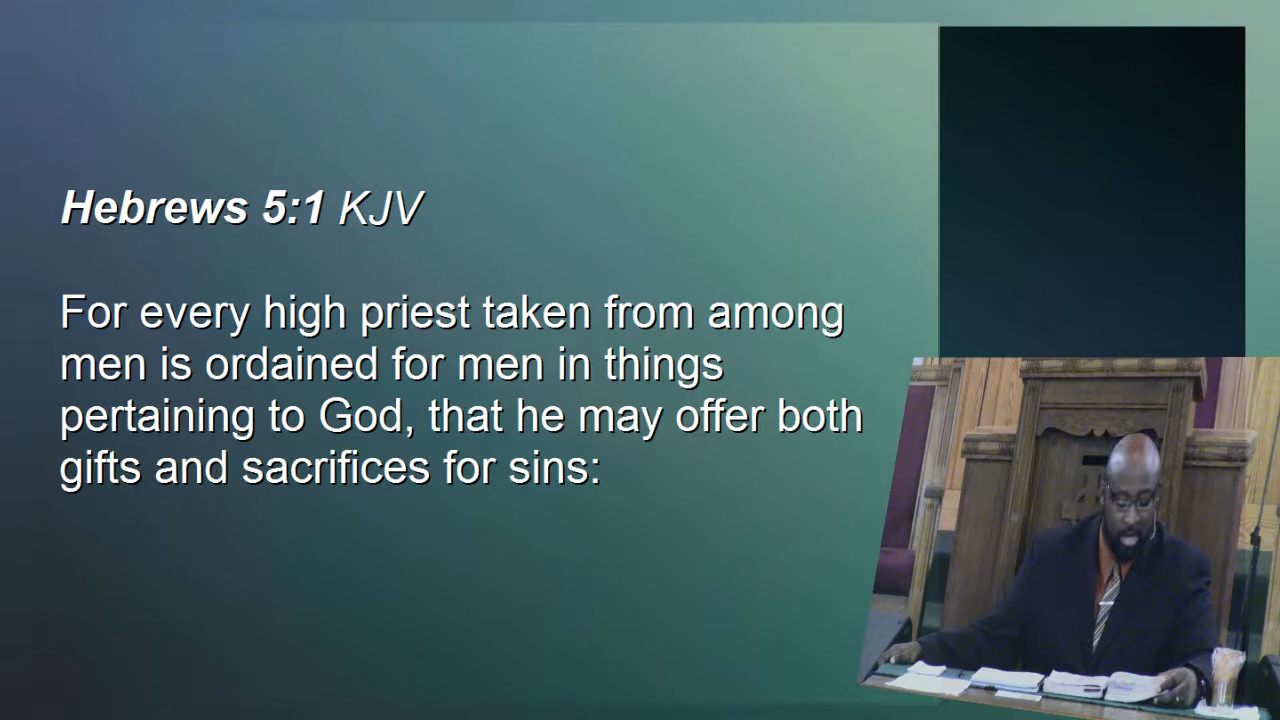 Hebrews 5:1 KJV
For every high priest taken from among
men is ordained for men in things
pertaining to God, that he may offer both
gifts and sacrifices for sins: